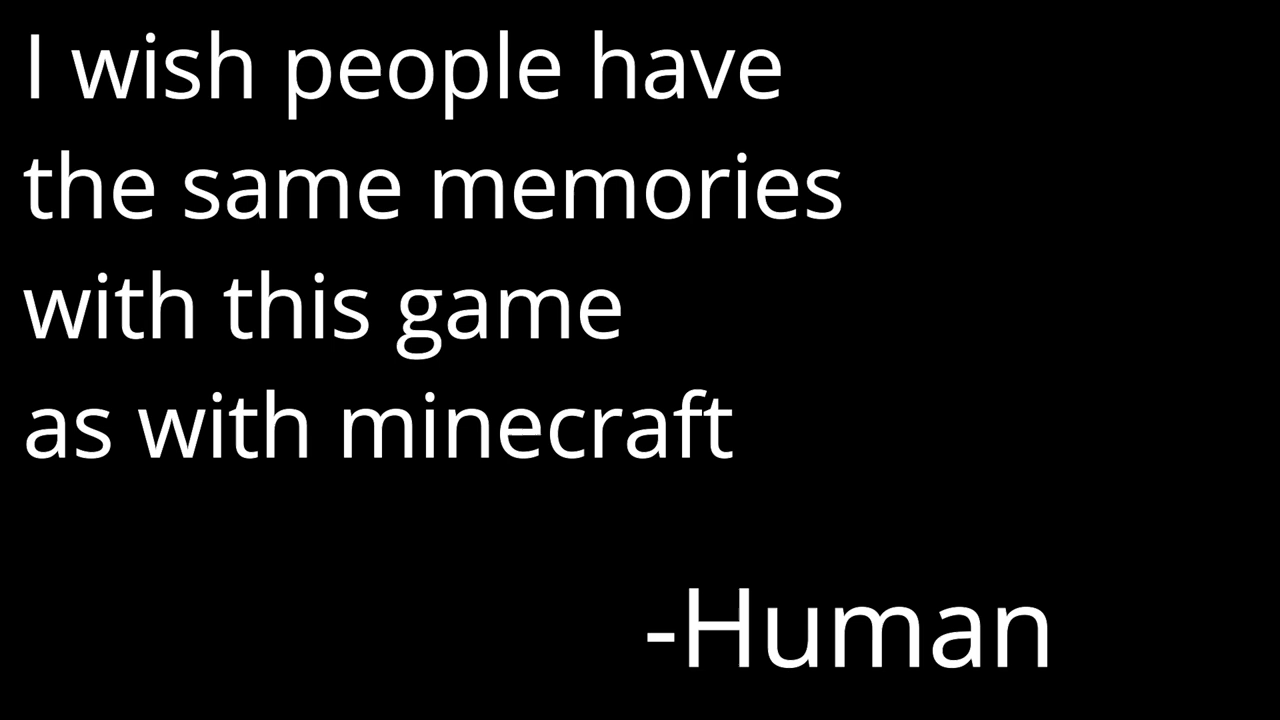 I wish people have
the same memories
with this game
as with minecraft
-Human